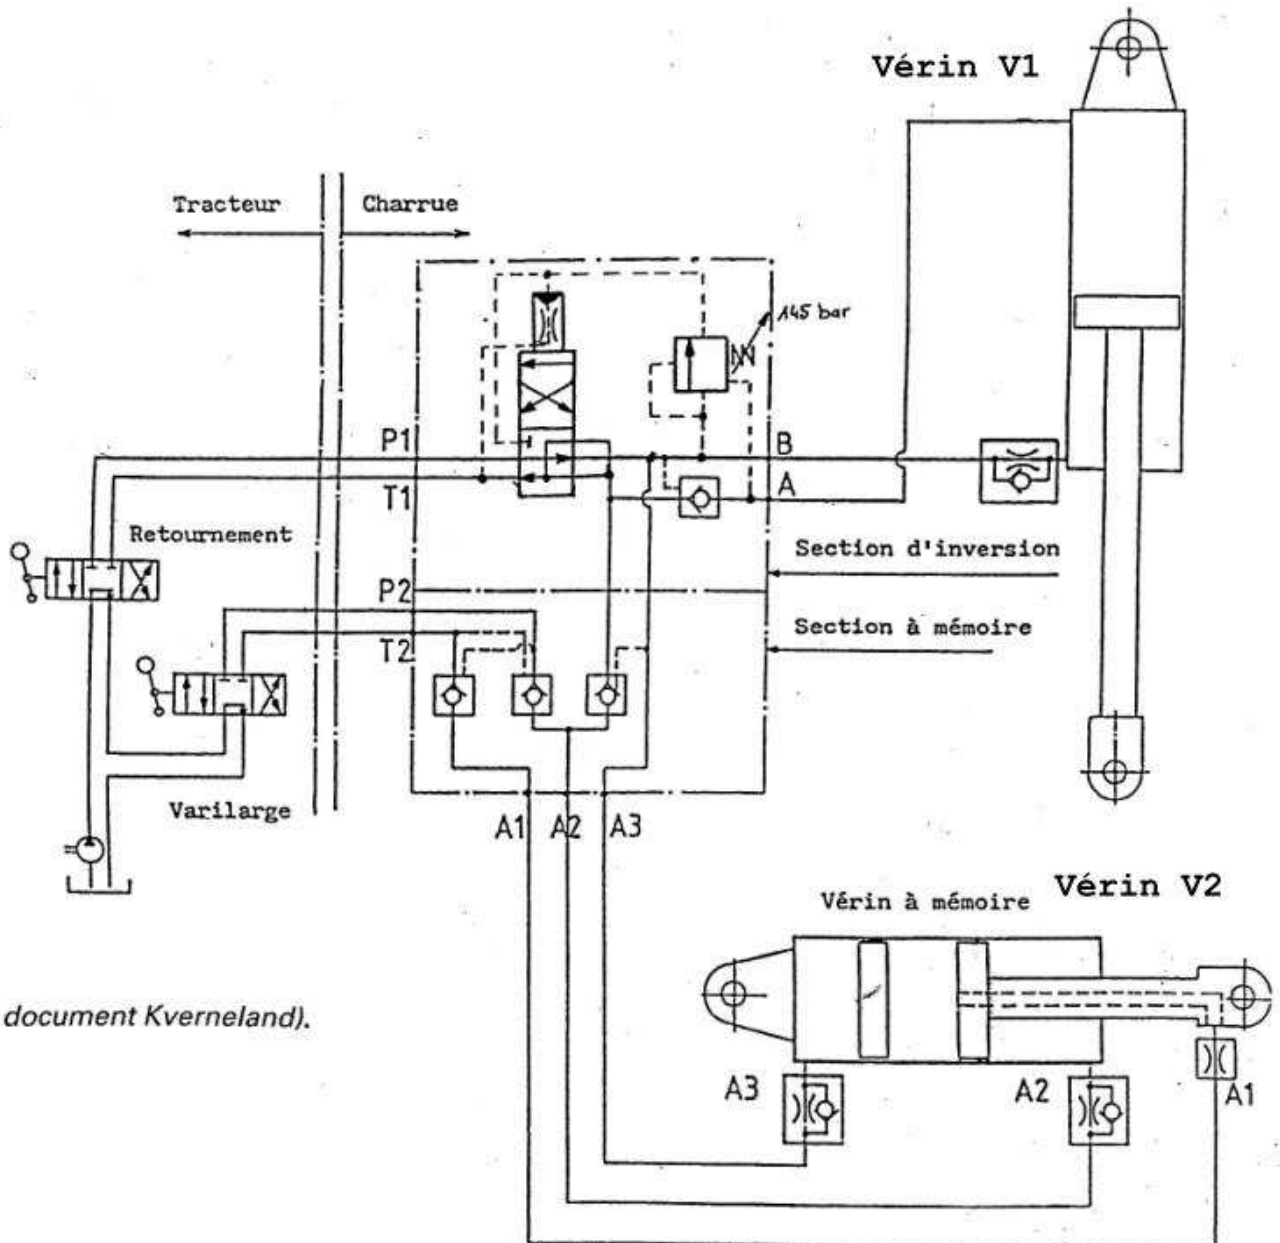 Vérin V1
Tracteur
Charrue
145 bar
P1
B
T1
A
Retournement
Section d'inversion
P2
Section à mémoire
T2
Varilarge
A1
A2
A3
Vérin V2
Vérin à mémoire
document Kverneland).
A3
A2
A1